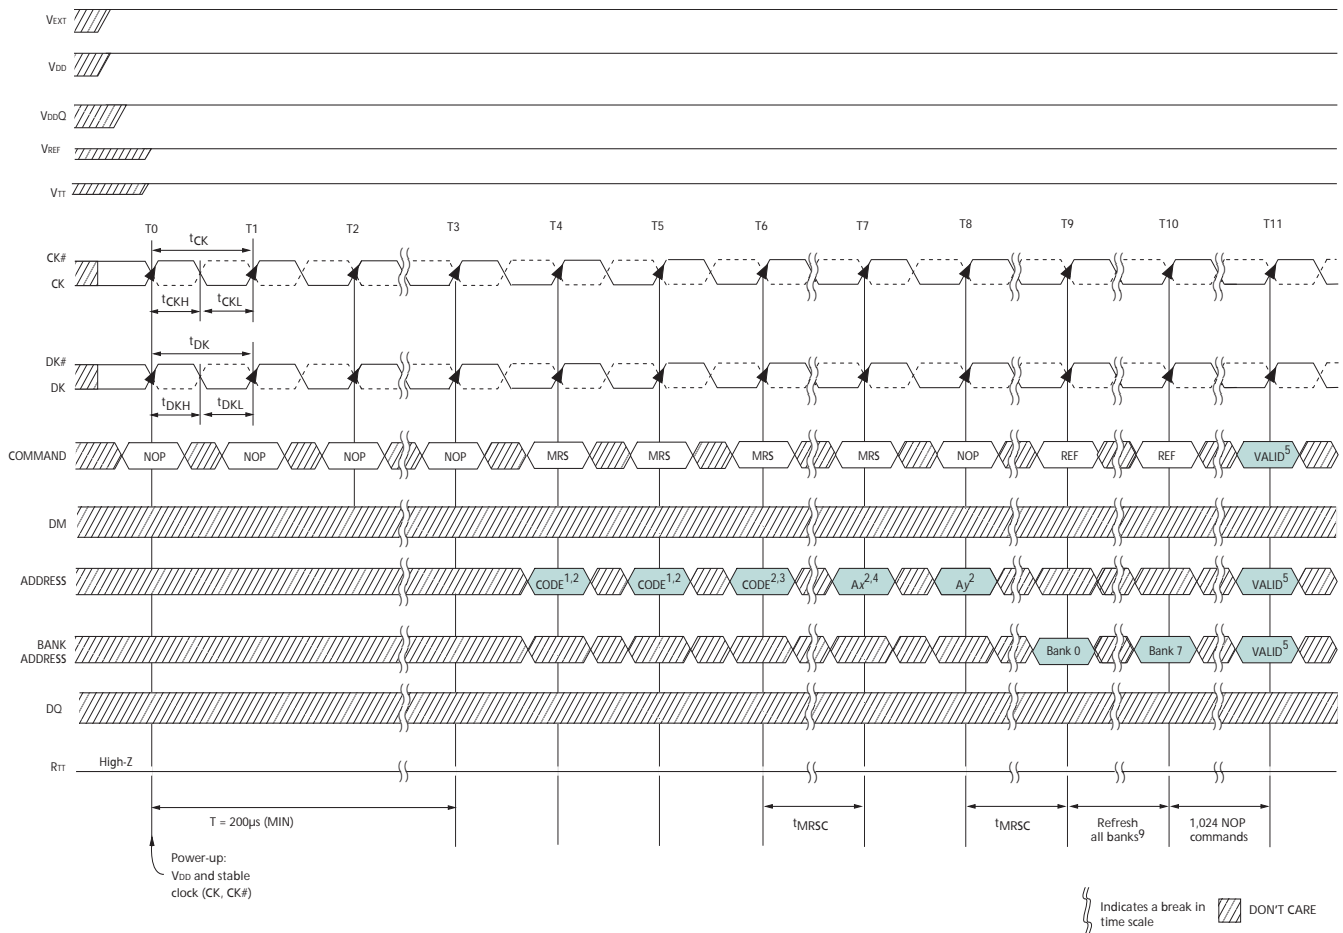 VEXT
VDD
VDDQ
VREF
VTT
T0 T1 T2 T3 T4 T5 T6 T7 T8 T9 T10 T11
tCK
CK#
CK
tCKH tCKL
tDK
DK#
DK
tDKH tDKL
COMMAND NOP NOP NOP NOP MRS MRS MRS MRS NOP REF REF VALID5
DM
ADDRESS CODE1,2 CODE1,2 CODE2,3 Ax2,4 Ay2 VALID5
BANK
ADDRESS Bank 0 Bank 7 VALID5
DQ
RTT High-Z
T = 200µs (MIN) tMRSC tMRSC Refresh
all banks9 1,024 NOP
commands
Power-up:
VDD and stable
clock (CK, CK#)
Indicates a break in
time scale
DON'T CARE